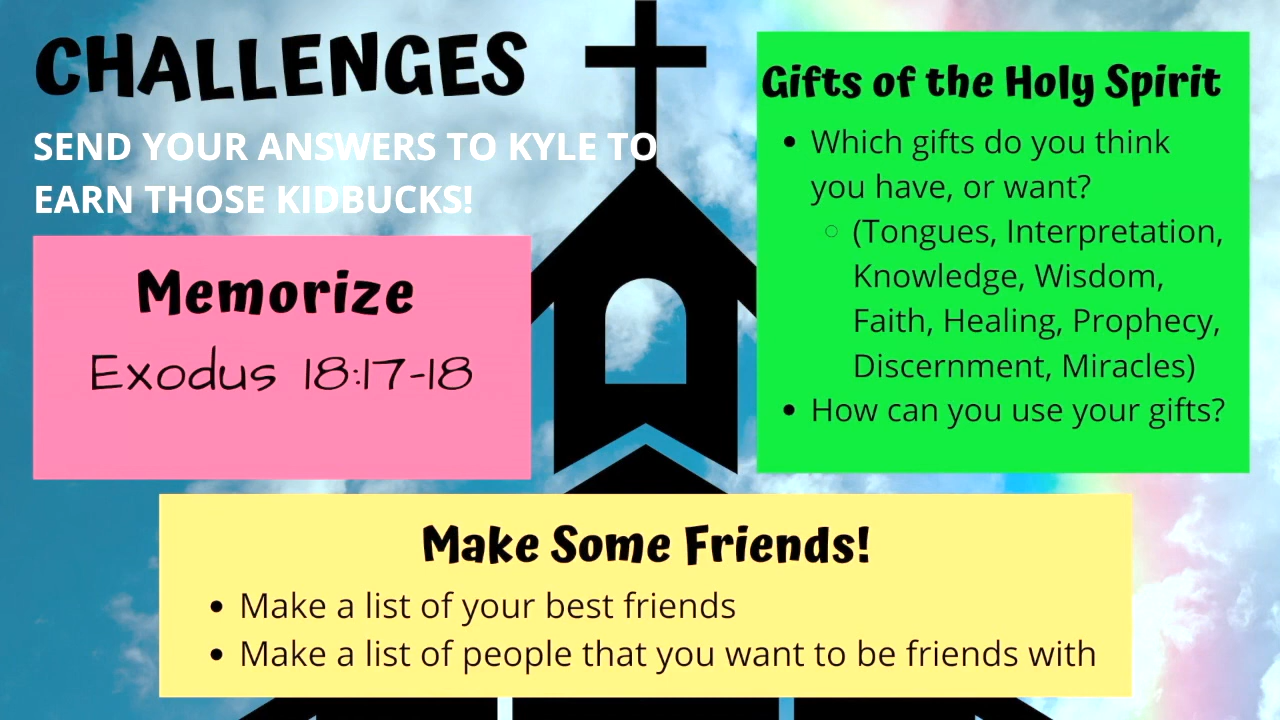 CHALLENGES
SEND YOUR ANSWERS TO KYLE TO
EARN THOSE KIDBUCKS!
Memorize
Exodus 18:17-18
Gifts of the Holy Spirit
• Which gifts do you think
you have, or want?
○ (Tongues, Interpretation,
Knowledge, Wisdom,
Faith, Healing, Prophecy,
Discernment, Miracles)
• How can you use your gifts?
Make Some Friends!
• Make a list of your best friends
• Make a list of people that you want to be friends with